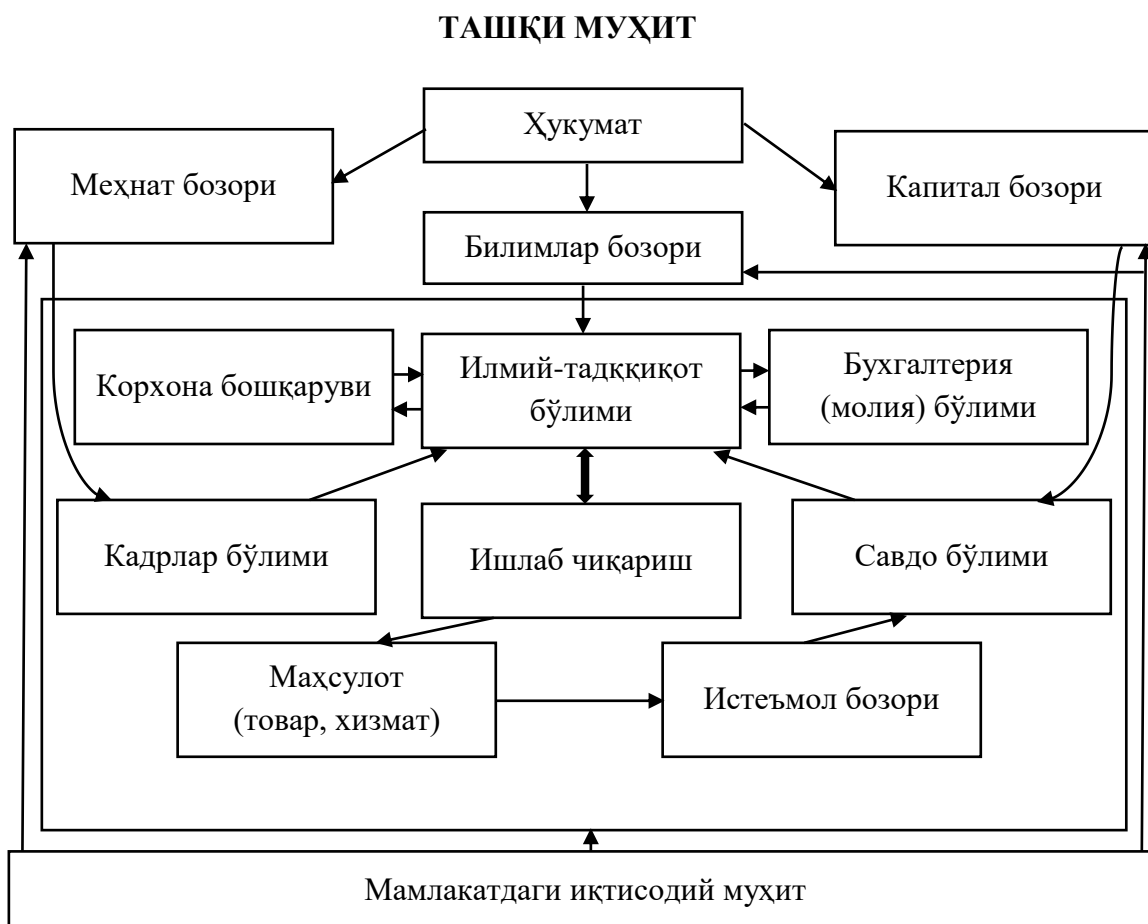 ТАШҚИ МУҲИТ
Ҳукумат
Меҳнат бозори
Капитал бозори
Билимлар бозори
Корхона бошқаруви
Илмий-тадққиқот
бўлими
Бухгалтерия
(молия) бўлими
Кадрлар бўлими
Ишлаб чиқариш
Савдо бўлими
Маҳсулот
(товар, хизмат)
Истеъмол бозори
Мамлакатдаги иқтисодий муҳит